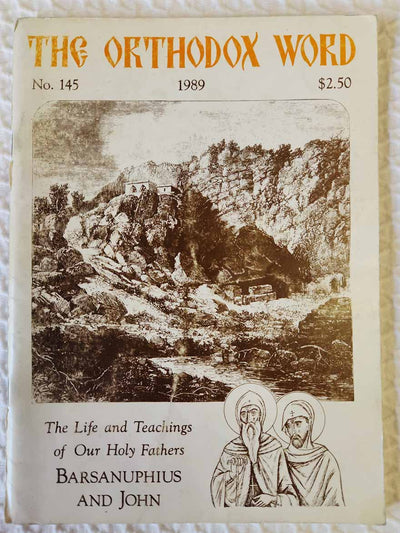 THE ORTHODOX WORD
No. 145 1989 $2.50
The Life and Teachings
of Our Holy Fathers
BARSANUPHIUS
AND JOHN